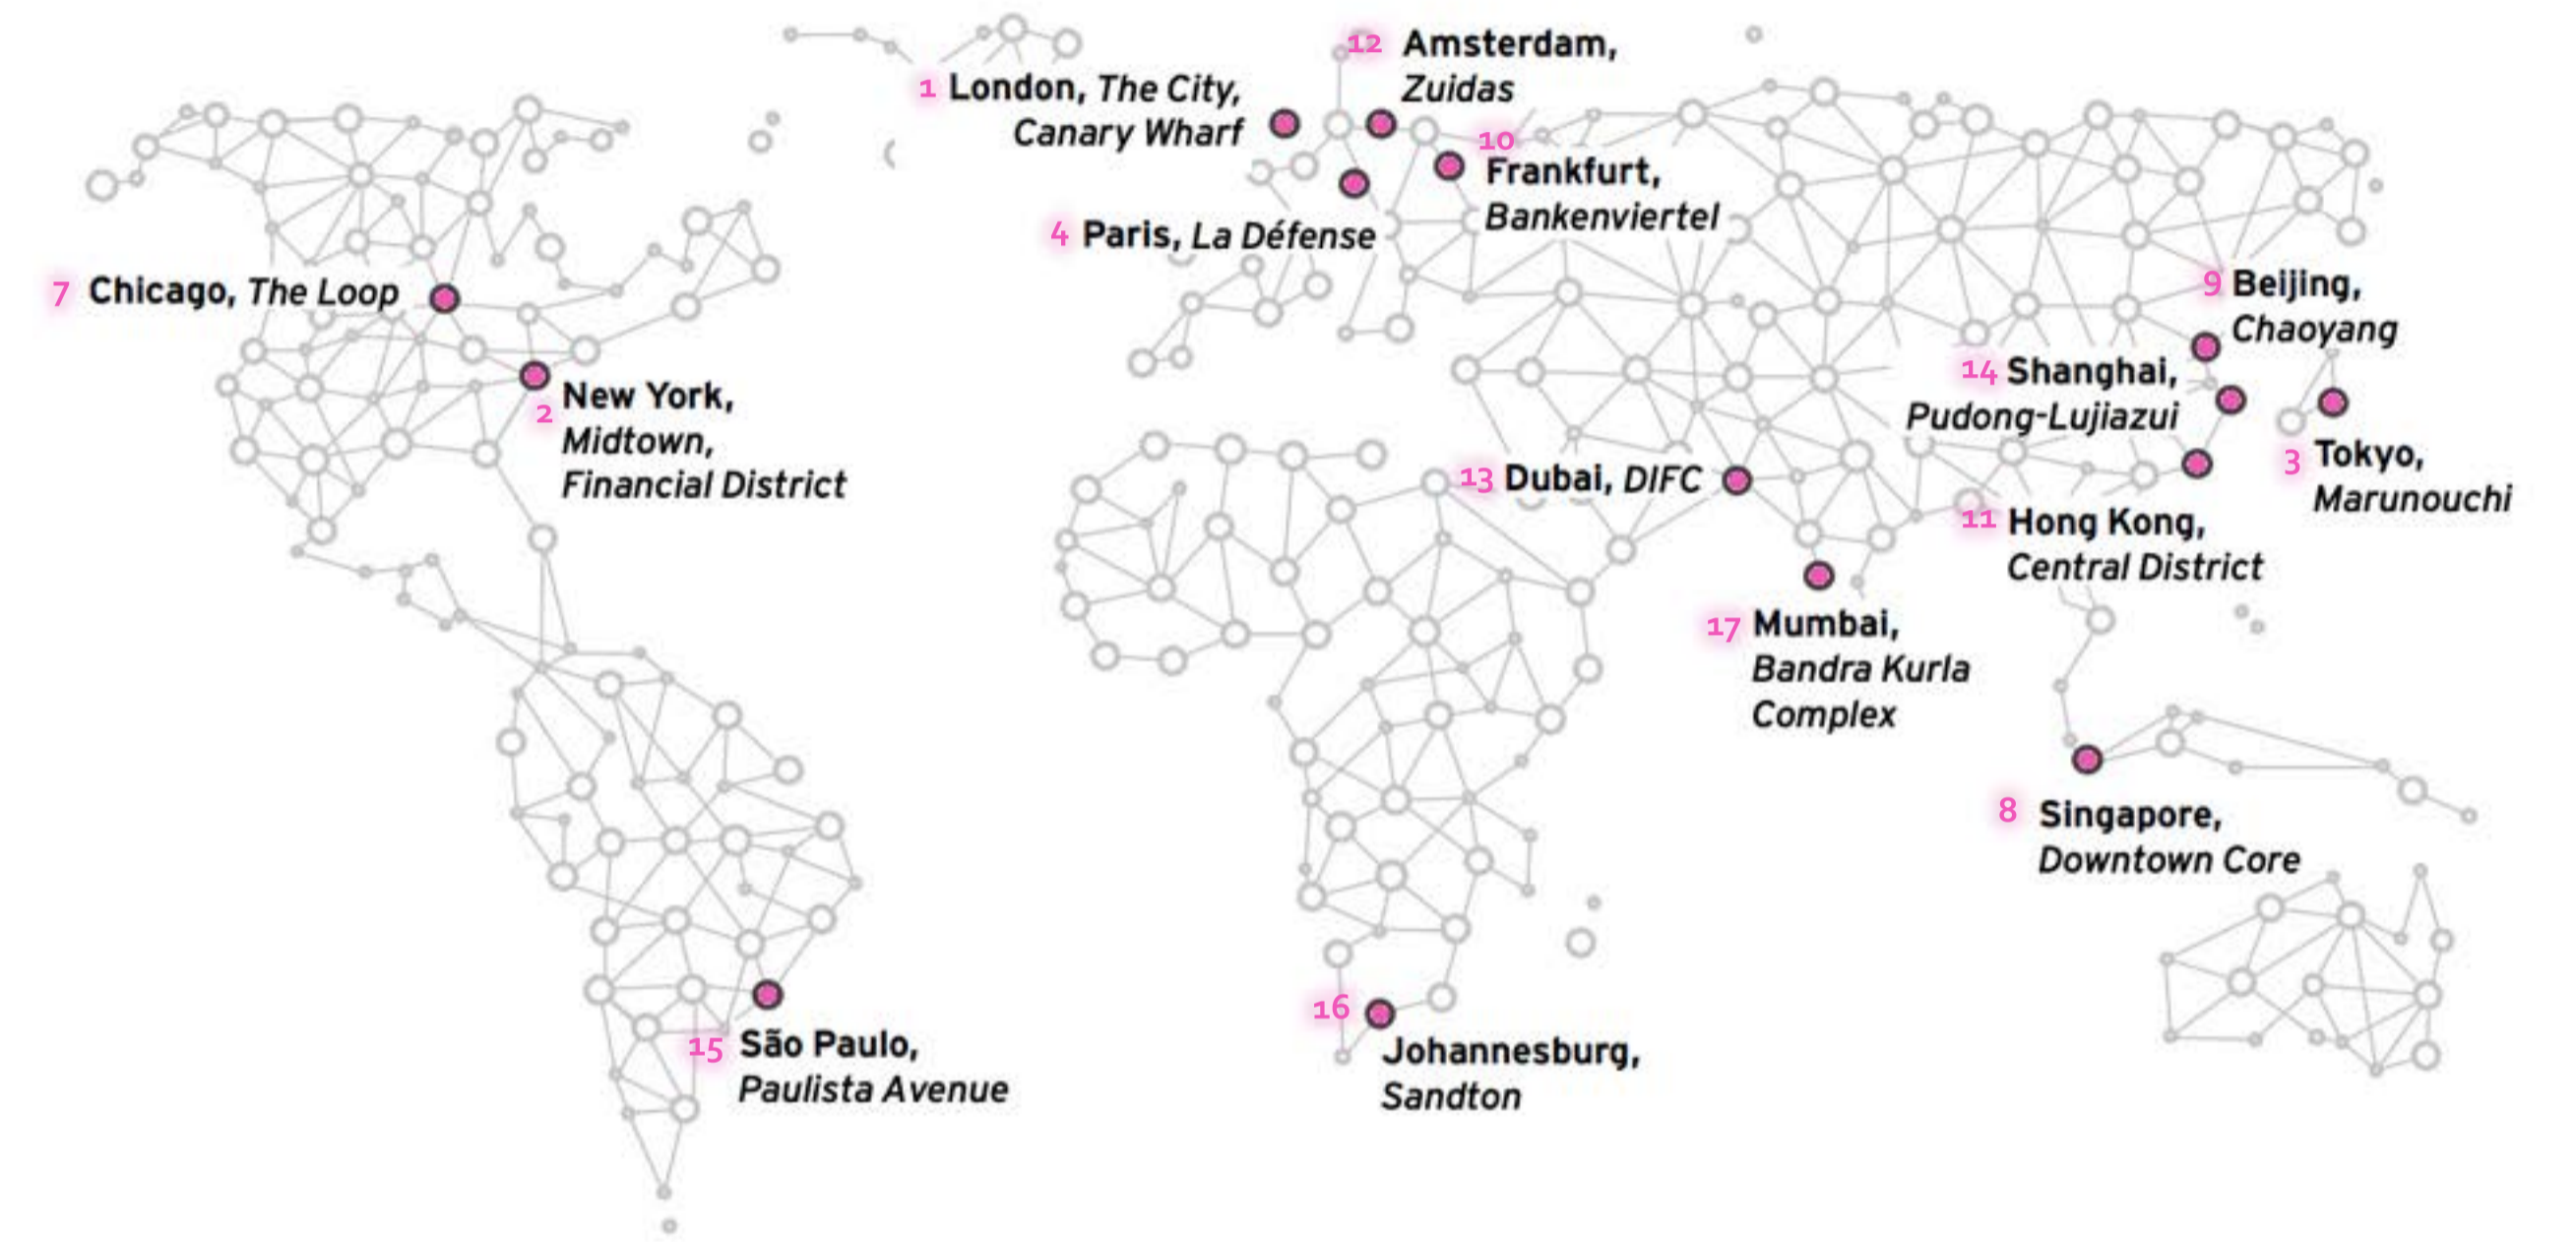 12 Amsterdam,
Zuidas
1 London, The City,
Canary Wharf
10
Frankfurt,
Bankenviertel
4 Paris, La Défense
7 Chicago, The Loop
9 Beijing,
Chaoyang
14 Shanghai,
Pudong-Lujiazui
2 New York,
Midtown,
Financial District
3 Tokyo,
Marunouchi
13 Dubai, DIFC
11 Hong Kong,
Central District
17 Mumbai,
Bandra Kurla
Complex
8 Singapore,
Downtown Core
15 São Paulo,
Paulista Avenue
16
Johannesburg,
Sandton